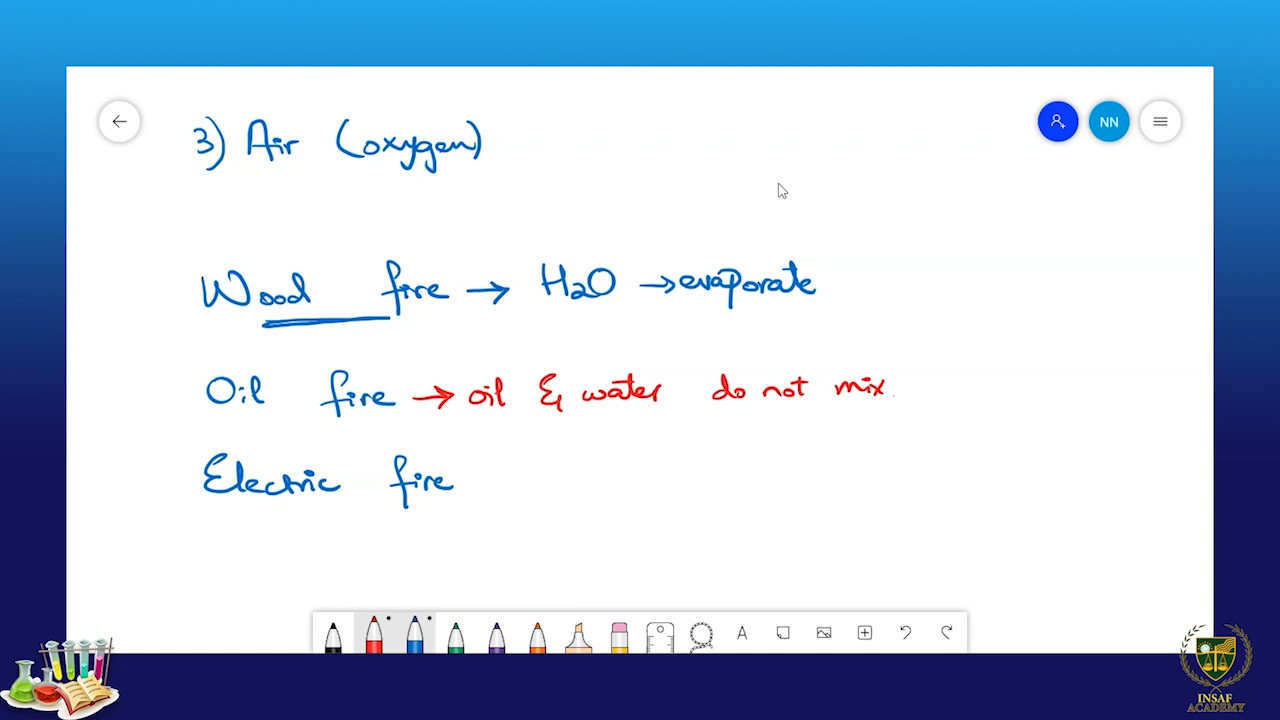 3) Air (oxygen)
NN
Wood fire → H2O → evaporate
Oil fire → oil & water do not mix.
Electric fire
A
INSAF
ACADEMY